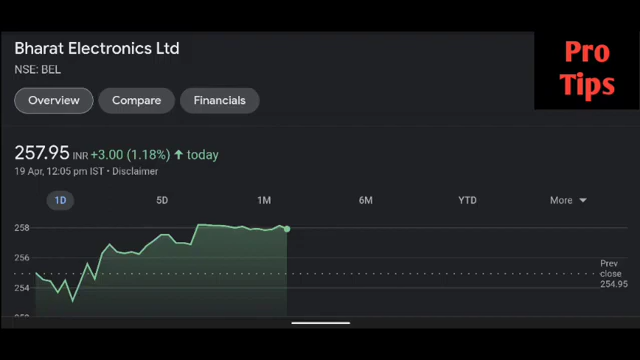 Bharat Electronics Ltd
NSE: BEL
Pro
Tips
Overview
Compare
Financials
257.95 INR +3.00 (1.18%) ↑ today
19 Apr, 12:05 pm IST • Disclaimer
1D
5D
1M
6M
YTD
More
258
256
254
Prev
close
254.95